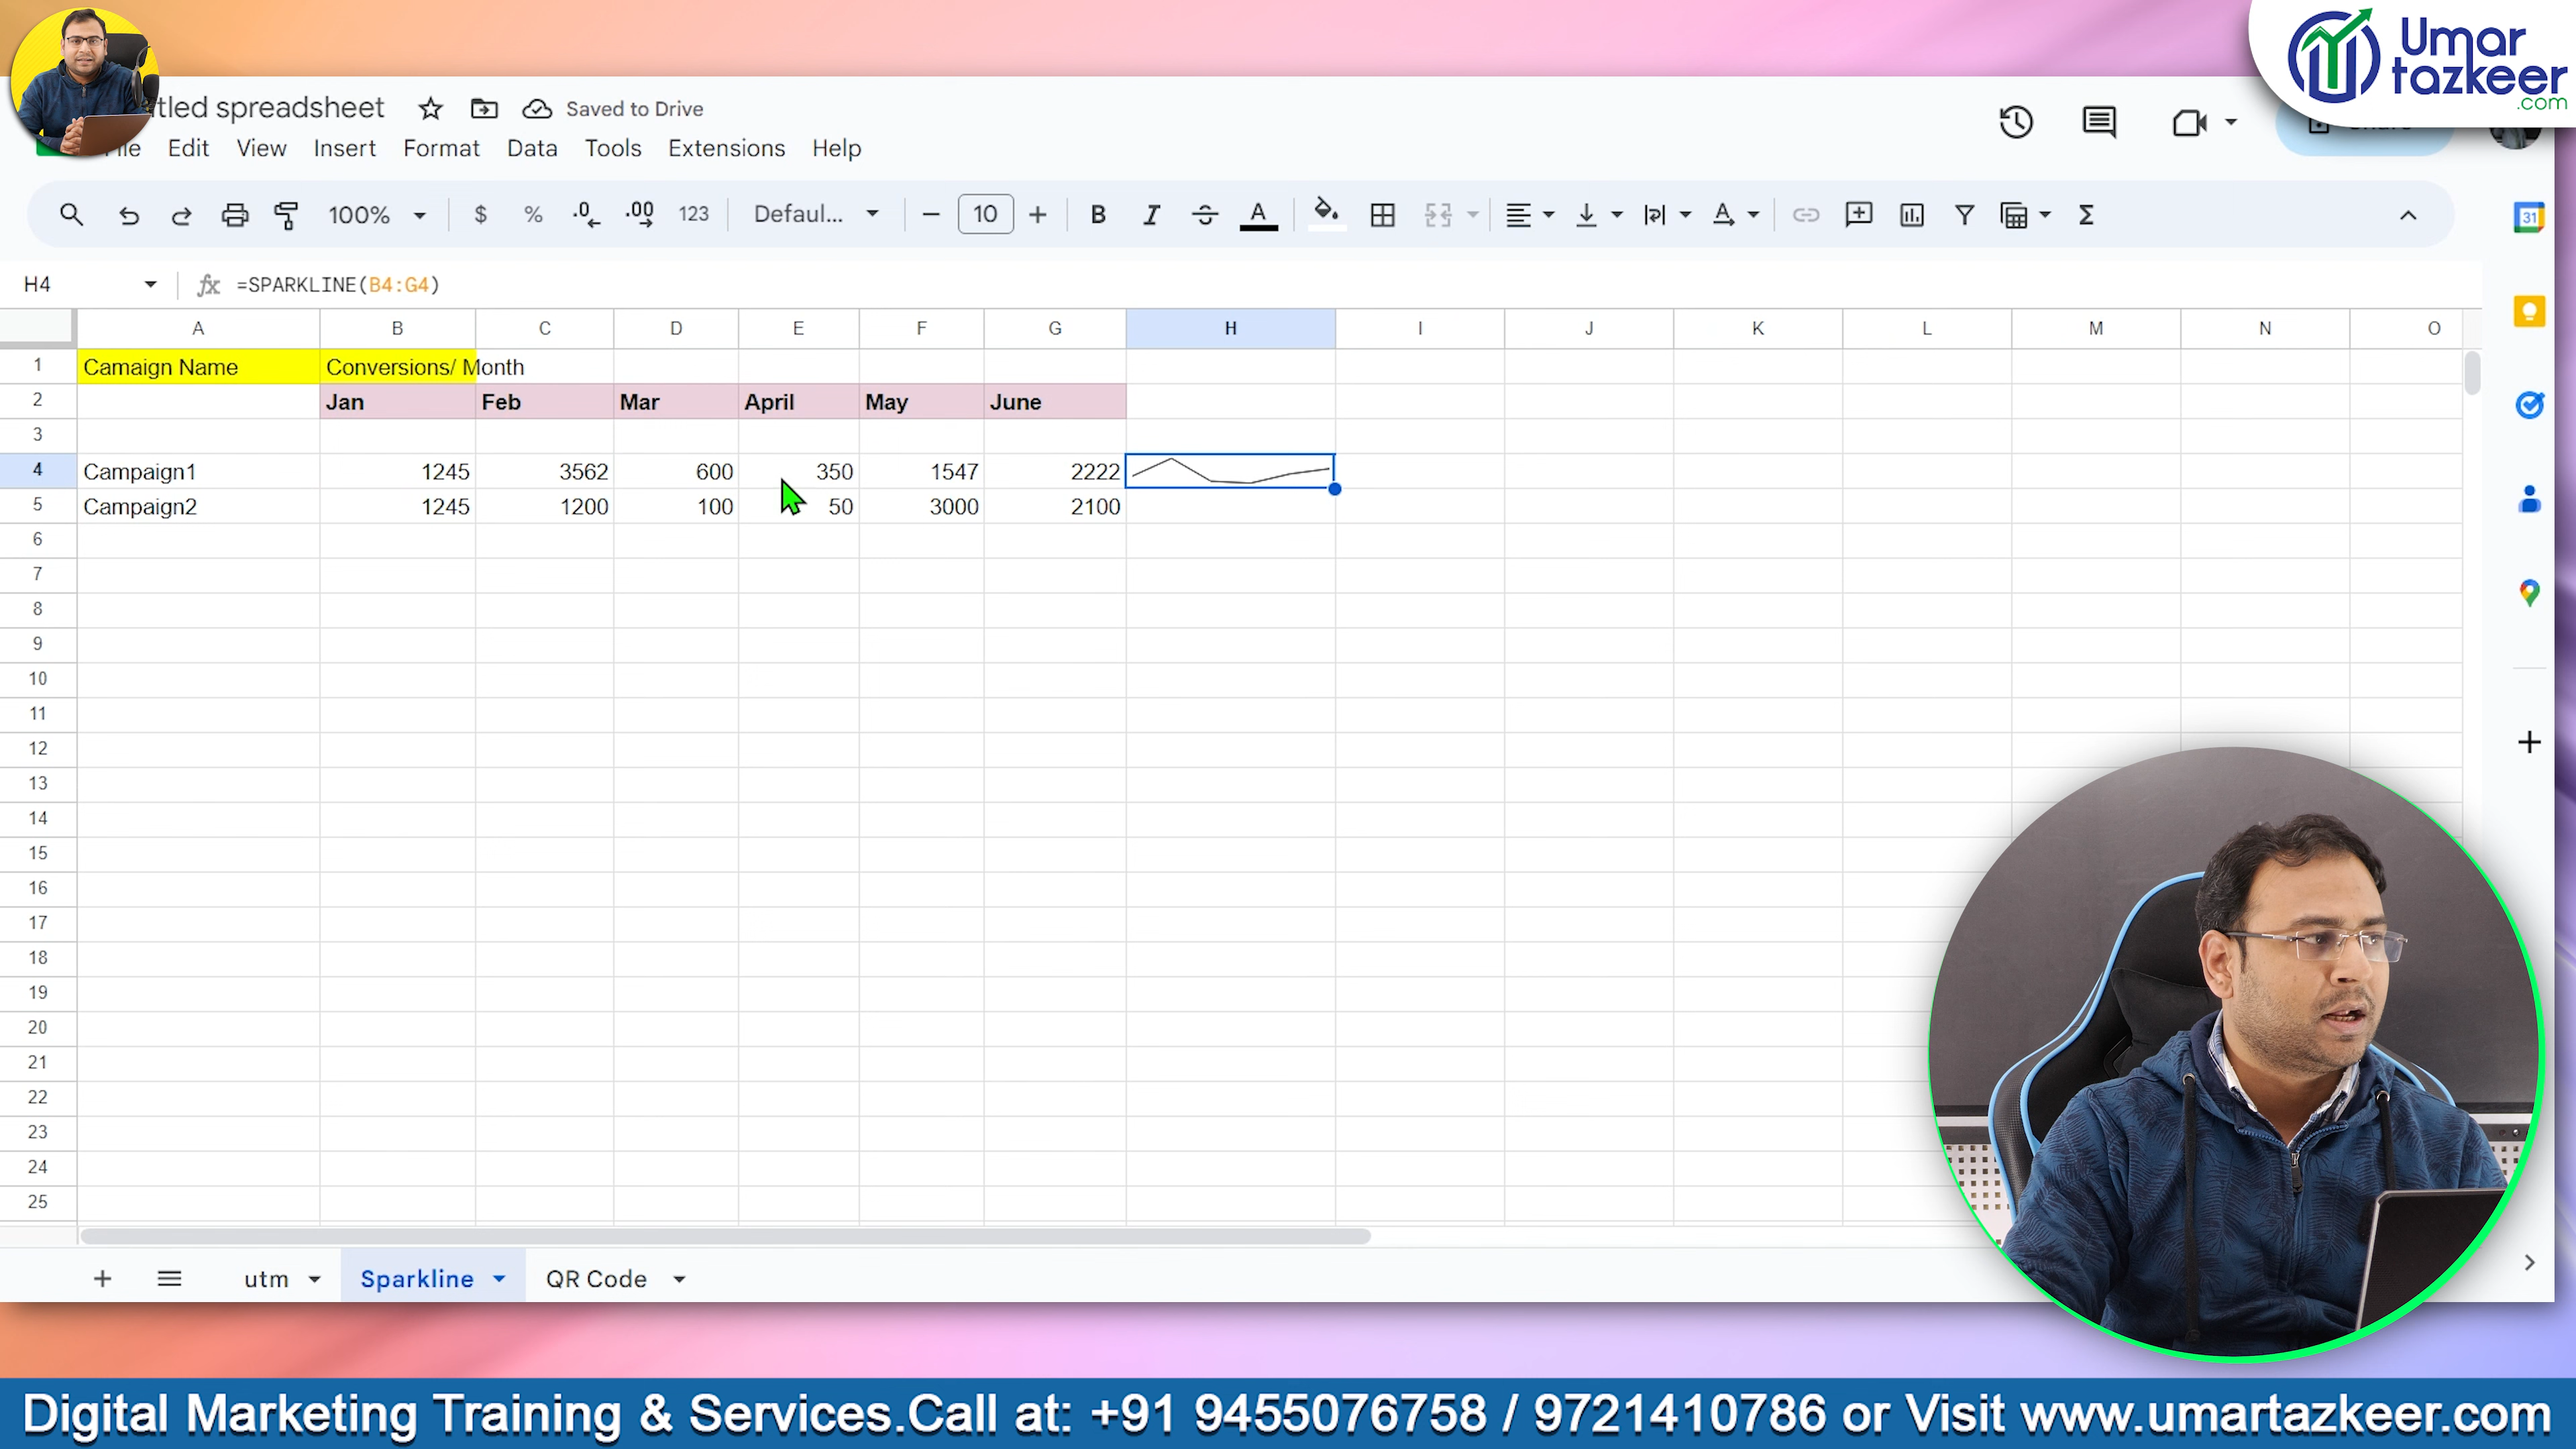 Umar
tazkeer
.com
tled spreadsheet
Saved to Drive
File Edit View Insert Format Data Tools Extensions Help
100% $ % .0 .00 123 Defaul... 10 B I A Σ
31
H4 fx =SPARKLINE(B4:G4)
A B C D E F G H I J K L M N O
1 Camaign Name Conversions/ Month
2 Jan Feb Mar April May June
3
4 Campaign1 1245 3562 600 350 1547 2222
5 Campaign2 1245 1200 100 50 3000 2100
6
7
8
9
10
11
12
13
14
15
16
17
18
19
20
21
22
23
24
25
utm Sparkline QR Code
Digital Marketing Training & Services.Call at: +91 9455076758 / 9721410786 or Visit www.umartazkeer.com